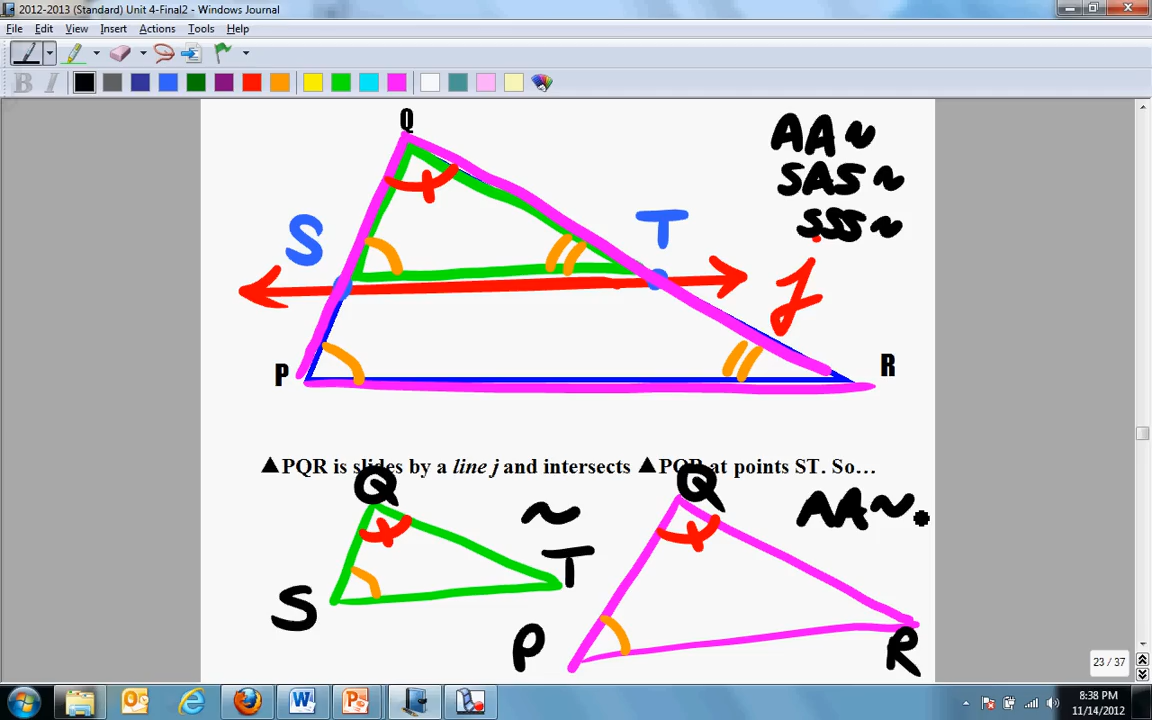 2012-2013 (Standard) Unit 4-Final2 - Windows Journal
File Edit View Insert Actions Tools Help
B I
Q
AA~
SAS~
SSS~
S
T
j
P
R
▲PQR is slides by a line j and intersects ▲PQR at points ST. So...
Q
~
Q
AA~
S
T
P
R
23 / 37
8:38 PM
11/14/2012